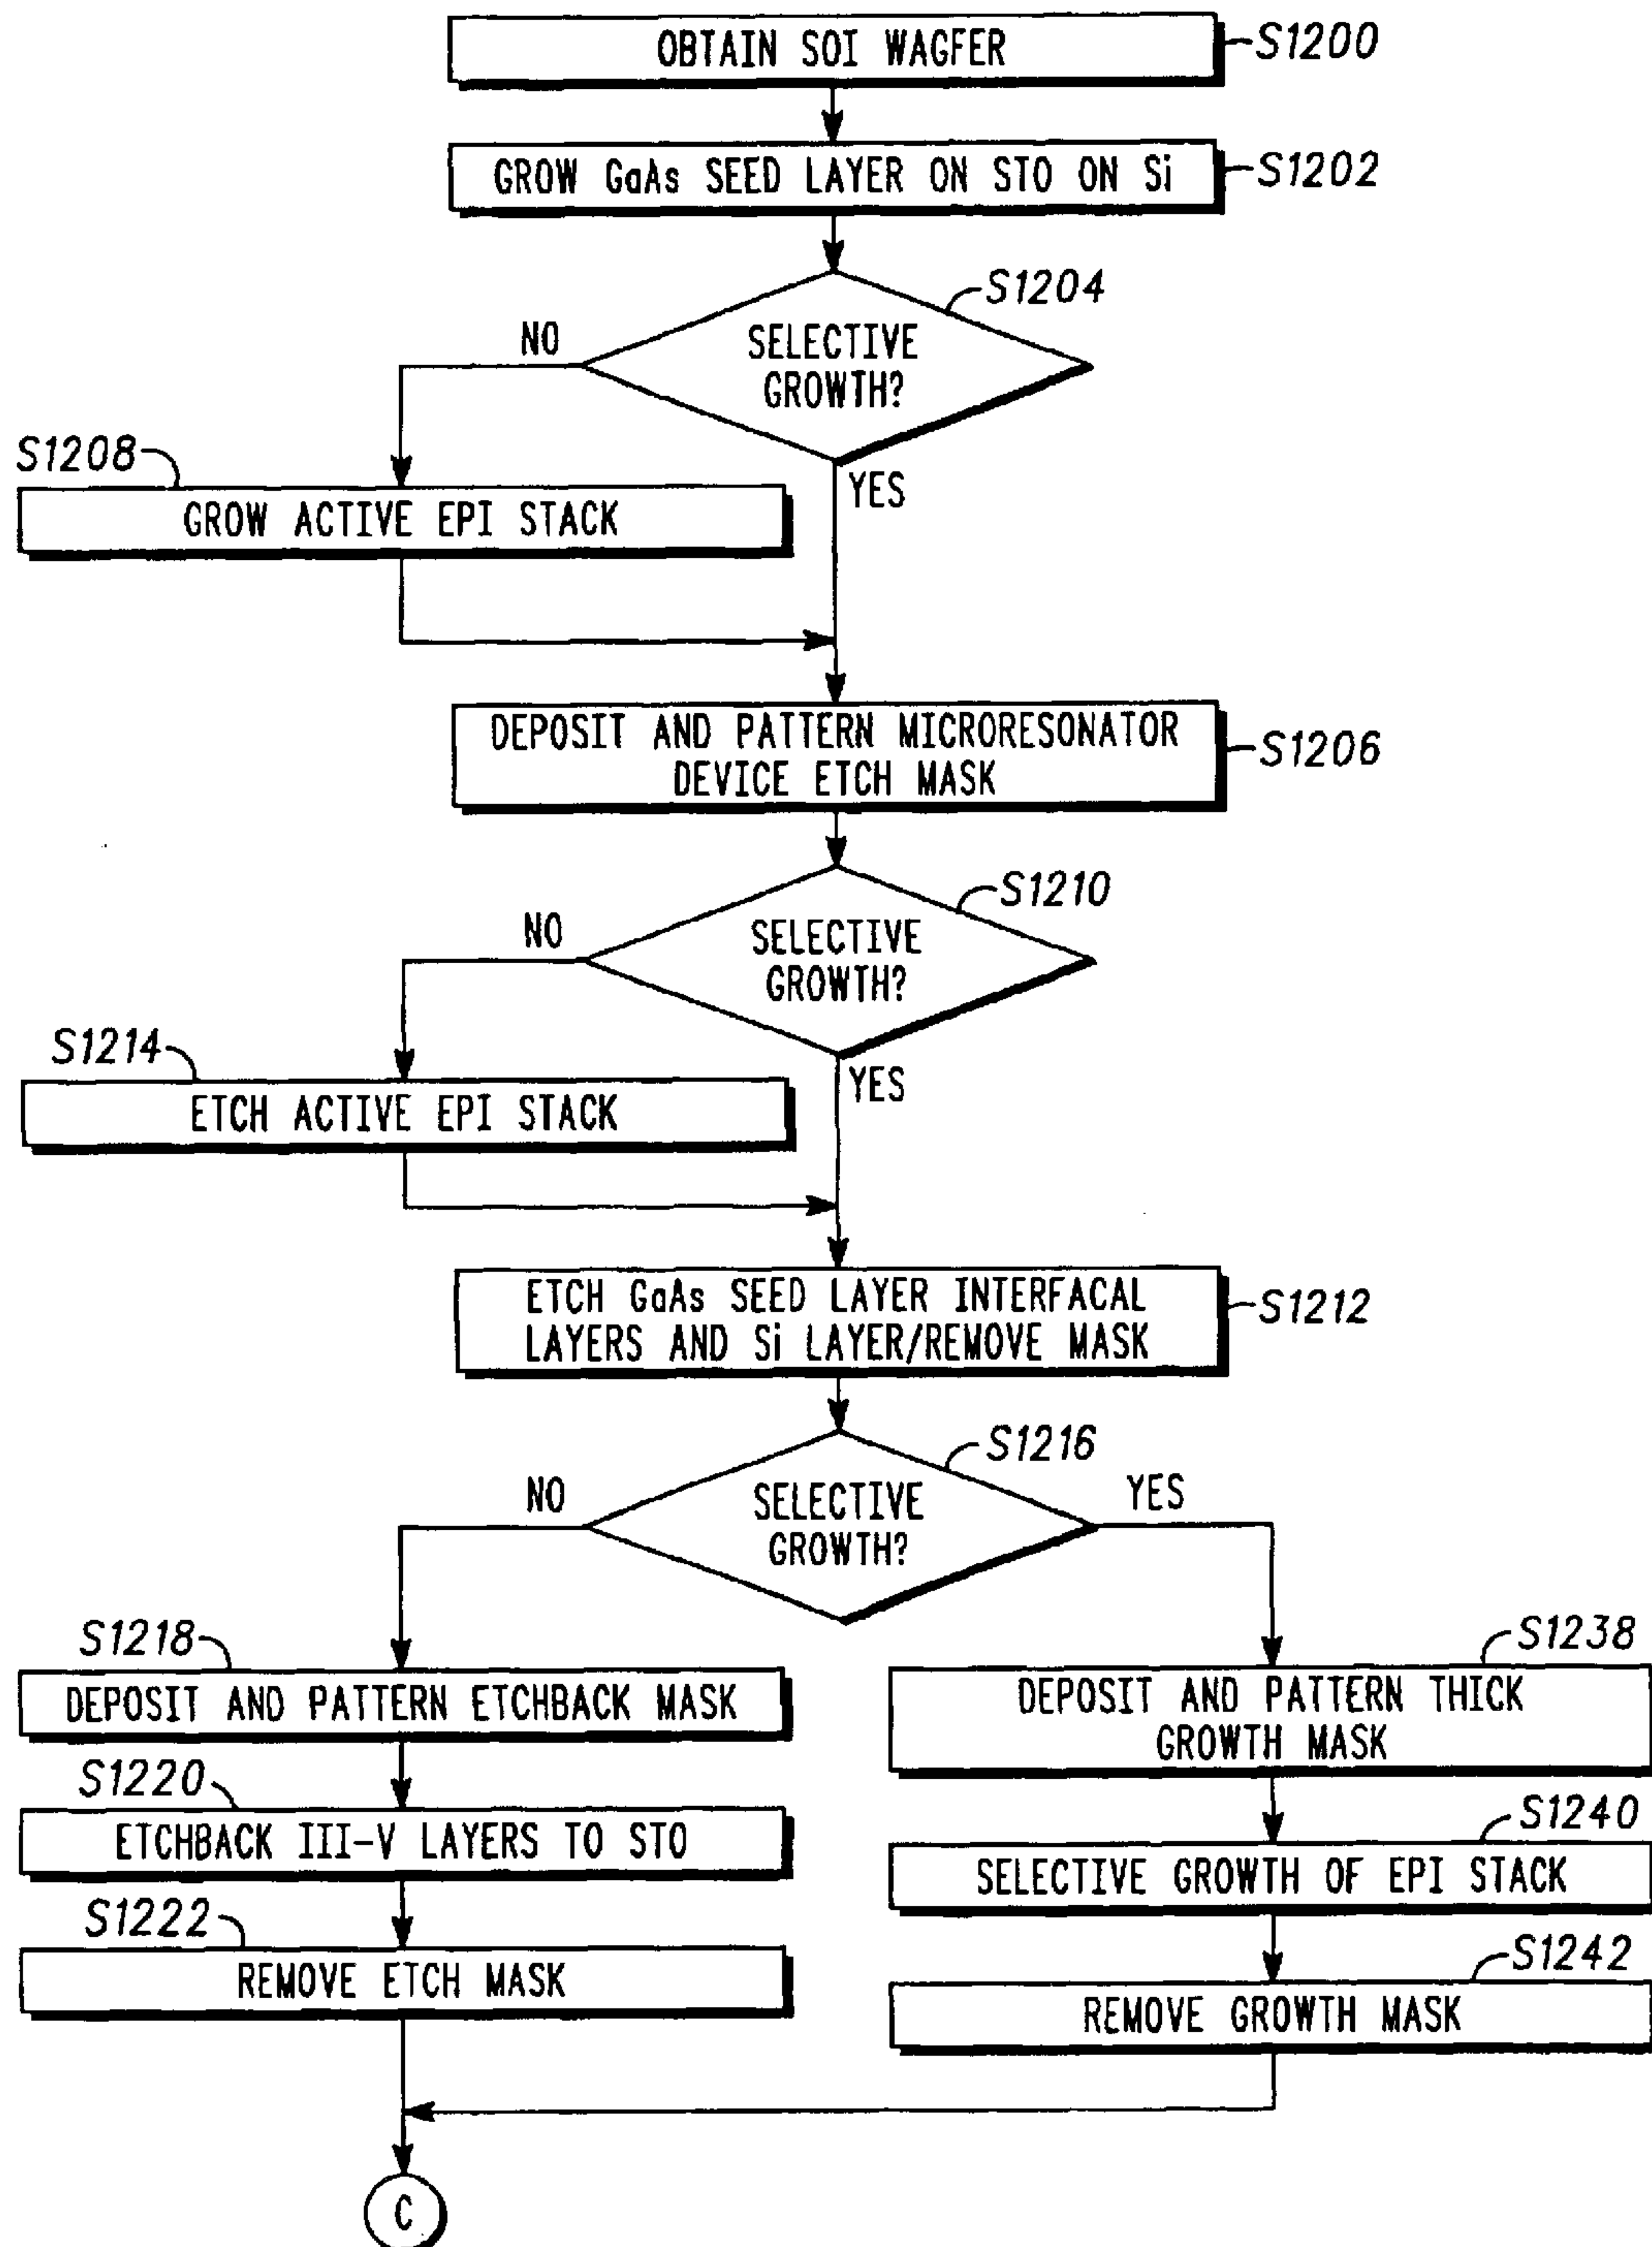 OBTAIN SOI WAGFER
S1200
GROW GaAs SEED LAYER ON STO ON Si
S1202
S1204
SELECTIVE
GROWTH?
NO
YES
S1208
GROW ACTIVE EPI STACK
DEPOSIT AND PATTERN MICRORESONATOR
DEVICE ETCH MASK
S1206
S1210
SELECTIVE
GROWTH?
NO
YES
S1214
ETCH ACTIVE EPI STACK
ETCH GaAs SEED LAYER INTERFACAL
LAYERS AND Si LAYER/REMOVE MASK
S1212
S1216
SELECTIVE
GROWTH?
NO
YES
S1218
DEPOSIT AND PATTERN ETCHBACK MASK
S1220
ETCHBACK III-V LAYERS TO STO
S1222
REMOVE ETCH MASK
S1238
DEPOSIT AND PATTERN THICK
GROWTH MASK
S1240
SELECTIVE GROWTH OF EPI STACK
S1242
REMOVE GROWTH MASK
C